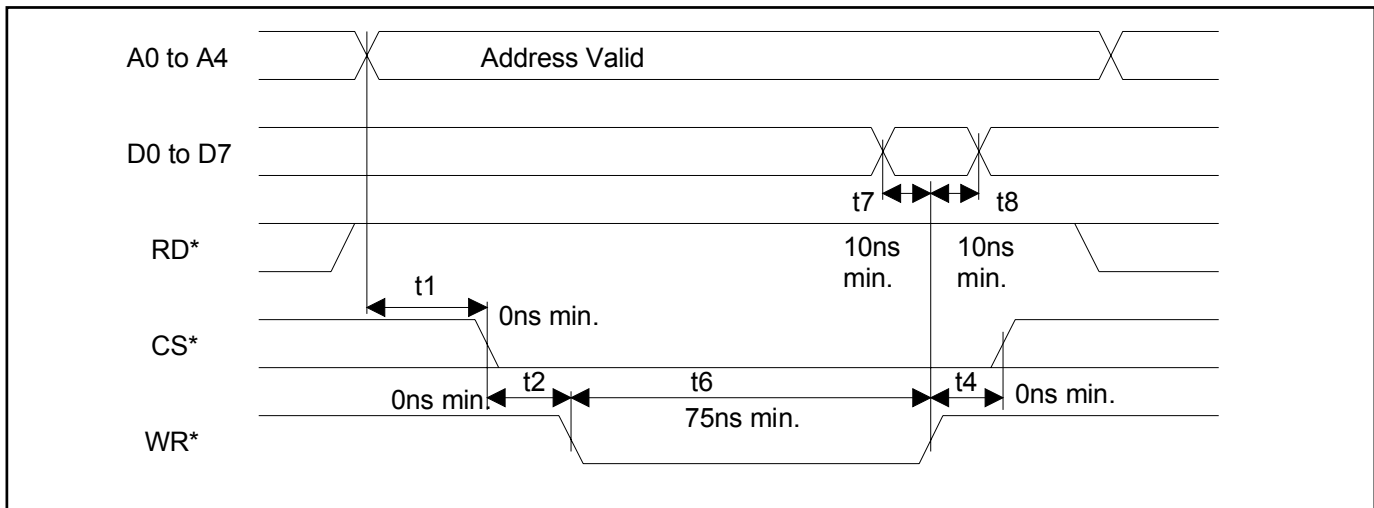 A0 to A4
Address Valid
D0 to D7
t7
t8
RD*
10ns
min.
10ns
min.
t1
0ns min.
CS*
t2
t6
t4
0ns min.
75ns min.
0ns min.
WR*